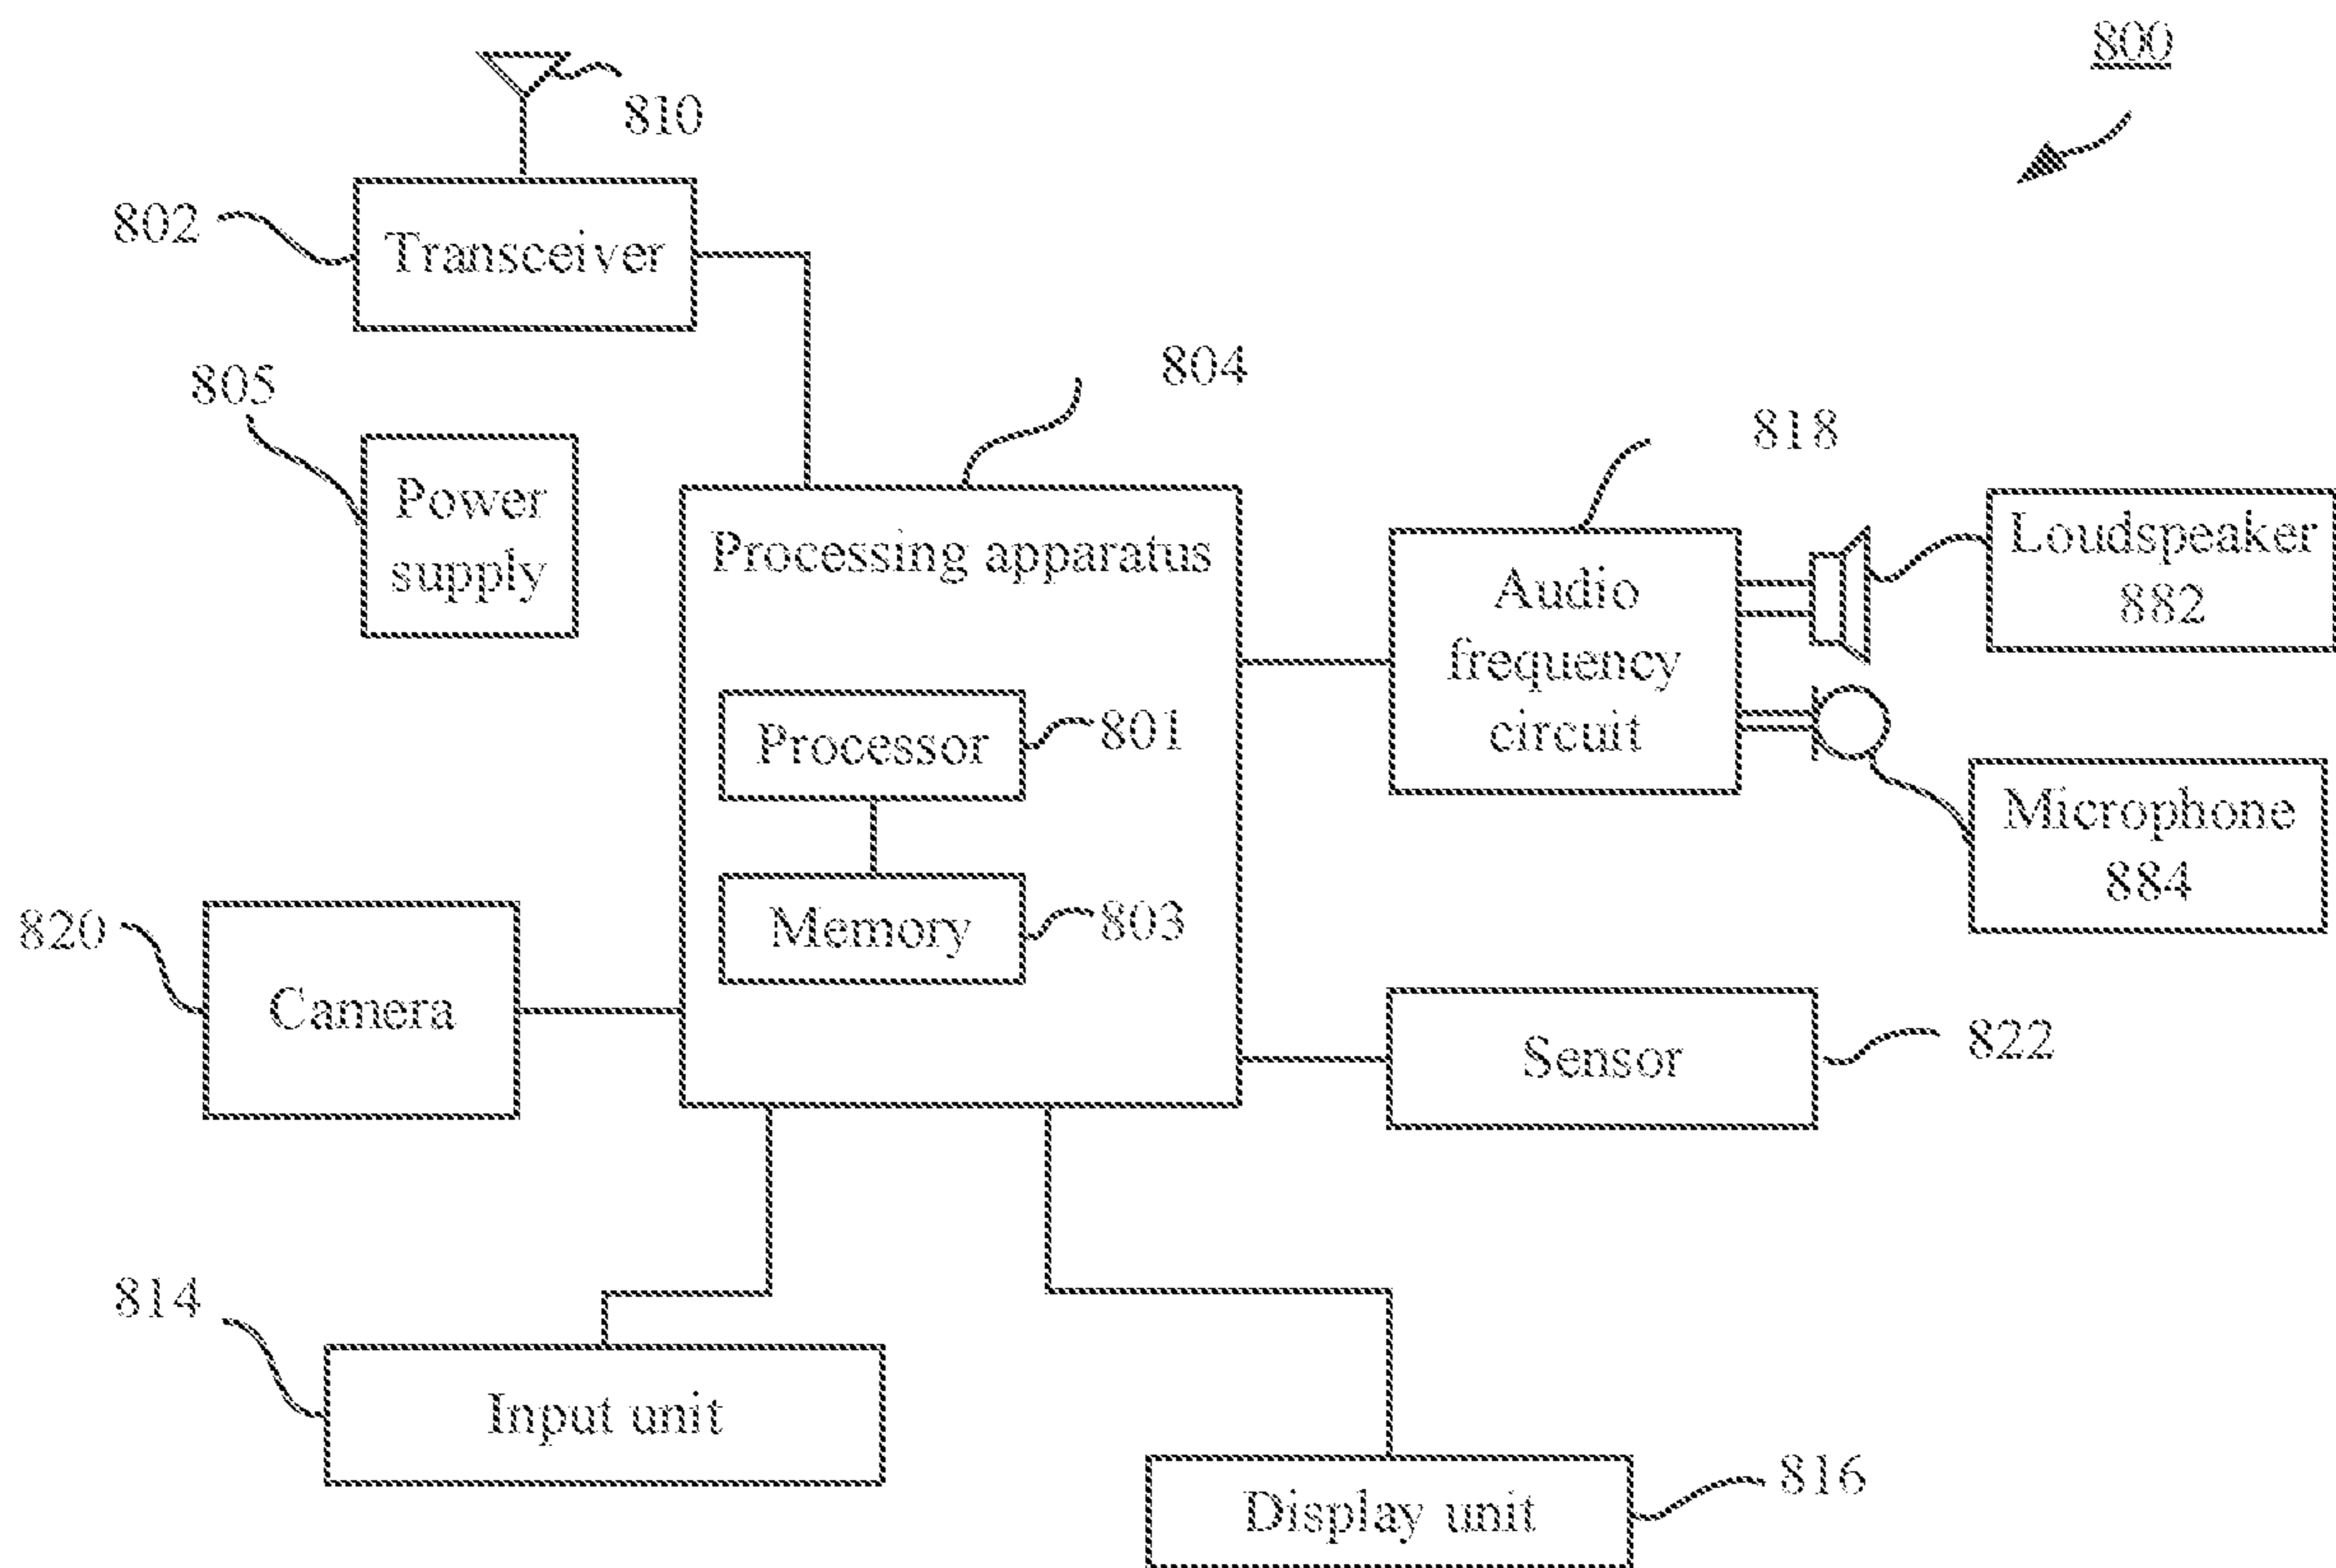 800
810
802
Transceiver
805
804
818
Power
supply
Processing apparatus
Audio
frequency
circuit
Loudspeaker
882
Processor
801
Microphone
884
Memory
803
820
Camera
Sensor
822
814
Input unit
816
Display unit